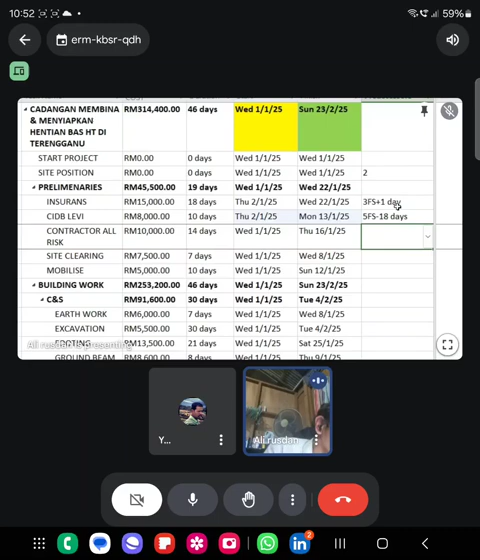 10:52
59%
erm-kbsr-qdh
CADANGAN MEMBINA RM314,400.00 46 days Wed 1/1/25 Sun 23/2/25
& MENYIAPKAN
HENTIAN BAS HT DI
TERENGGANU
START PROJECT RM0.00 0 days Wed 1/1/25 Wed 1/1/25
SITE POSITION RM0.00 0 days Wed 1/1/25 Wed 1/1/25 2
PRELIMENARIES RM45,500.00 19 days Wed 1/1/25 Wed 22/1/25
INSURANS RM15,000.00 18 days Thu 2/1/25 Wed 22/1/25 3FS+1 day
CIDB LEVI RM8,000.00 10 days Thu 2/1/25 Mon 13/1/25 5FS-18 days
CONTRACTOR ALL RM10,000.00 14 days Wed 1/1/25 Thu 16/1/25
RISK
SITE CLEARING RM7,500.00 7 days Wed 1/1/25 Wed 8/1/25
MOBILISE RM5,000.00 10 days Wed 1/1/25 Sun 12/1/25
BUILDING WORK RM253,200.00 46 days Wed 1/1/25 Sun 23/2/25
C&S RM91,600.00 30 days Wed 1/1/25 Tue 4/2/25
EARTH WORK RM6,000.00 7 days Wed 1/1/25 Wed 8/1/25
EXCAVATION RM5,500.00 30 days Wed 1/1/25 Tue 4/2/25
FOOTING RM13,500.00 21 days Wed 1/1/25 Sat 25/1/25
Ali rusdan is presenting
GROUND BEAM RM8,600.00 8 days Wed 1/1/25 Thu 9/1/25
Y...
Ali rusdan
2